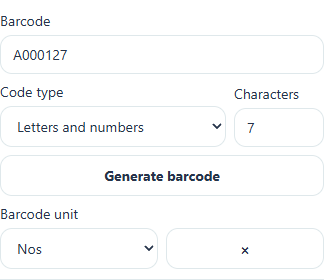 Barcode
A000127
Code type
Characters
Letters and numbers
7
Generate barcode
Barcode unit
Nos
×